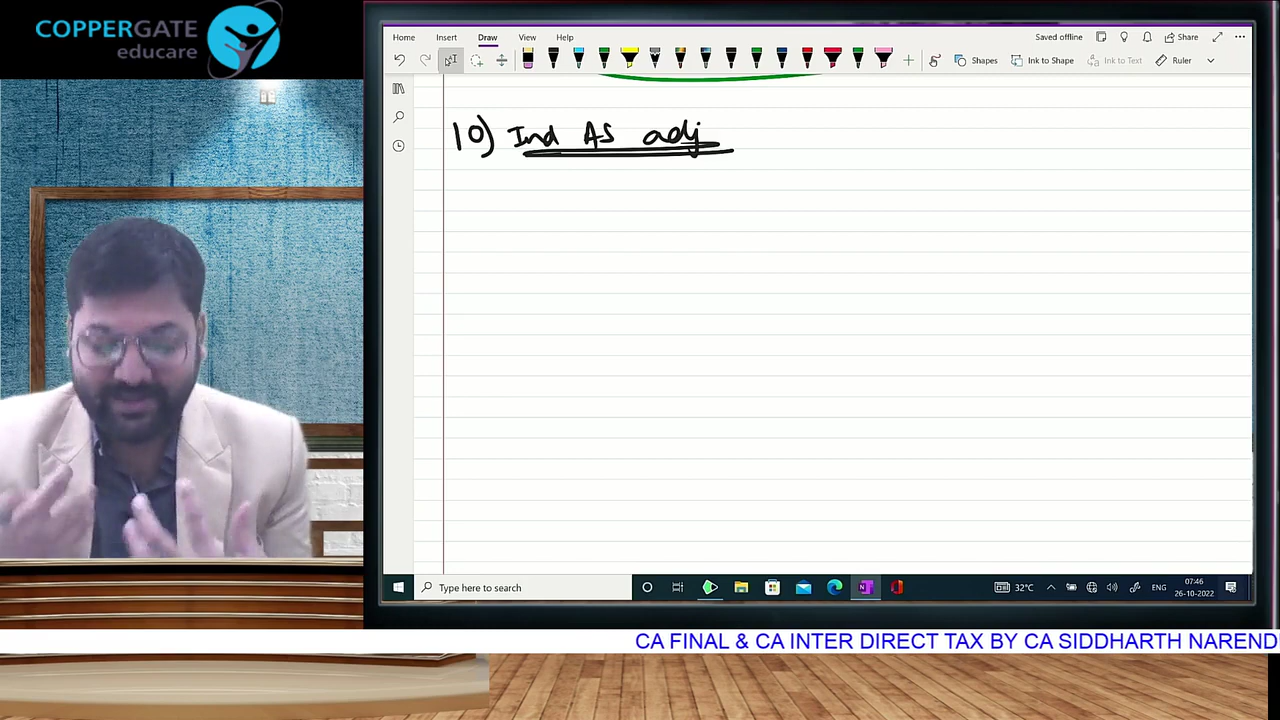 COPPERGATE
educare
Home Insert Draw View Help
Saved offline
Share
Shapes
Ink to Shape
Ink to Text
Ruler
10) Ind AS adj
Type here to search
32°C
ENG
07:46
26-10-2022
CA FINAL & CA INTER DIRECT TAX BY CA SIDDHARTH NAREND